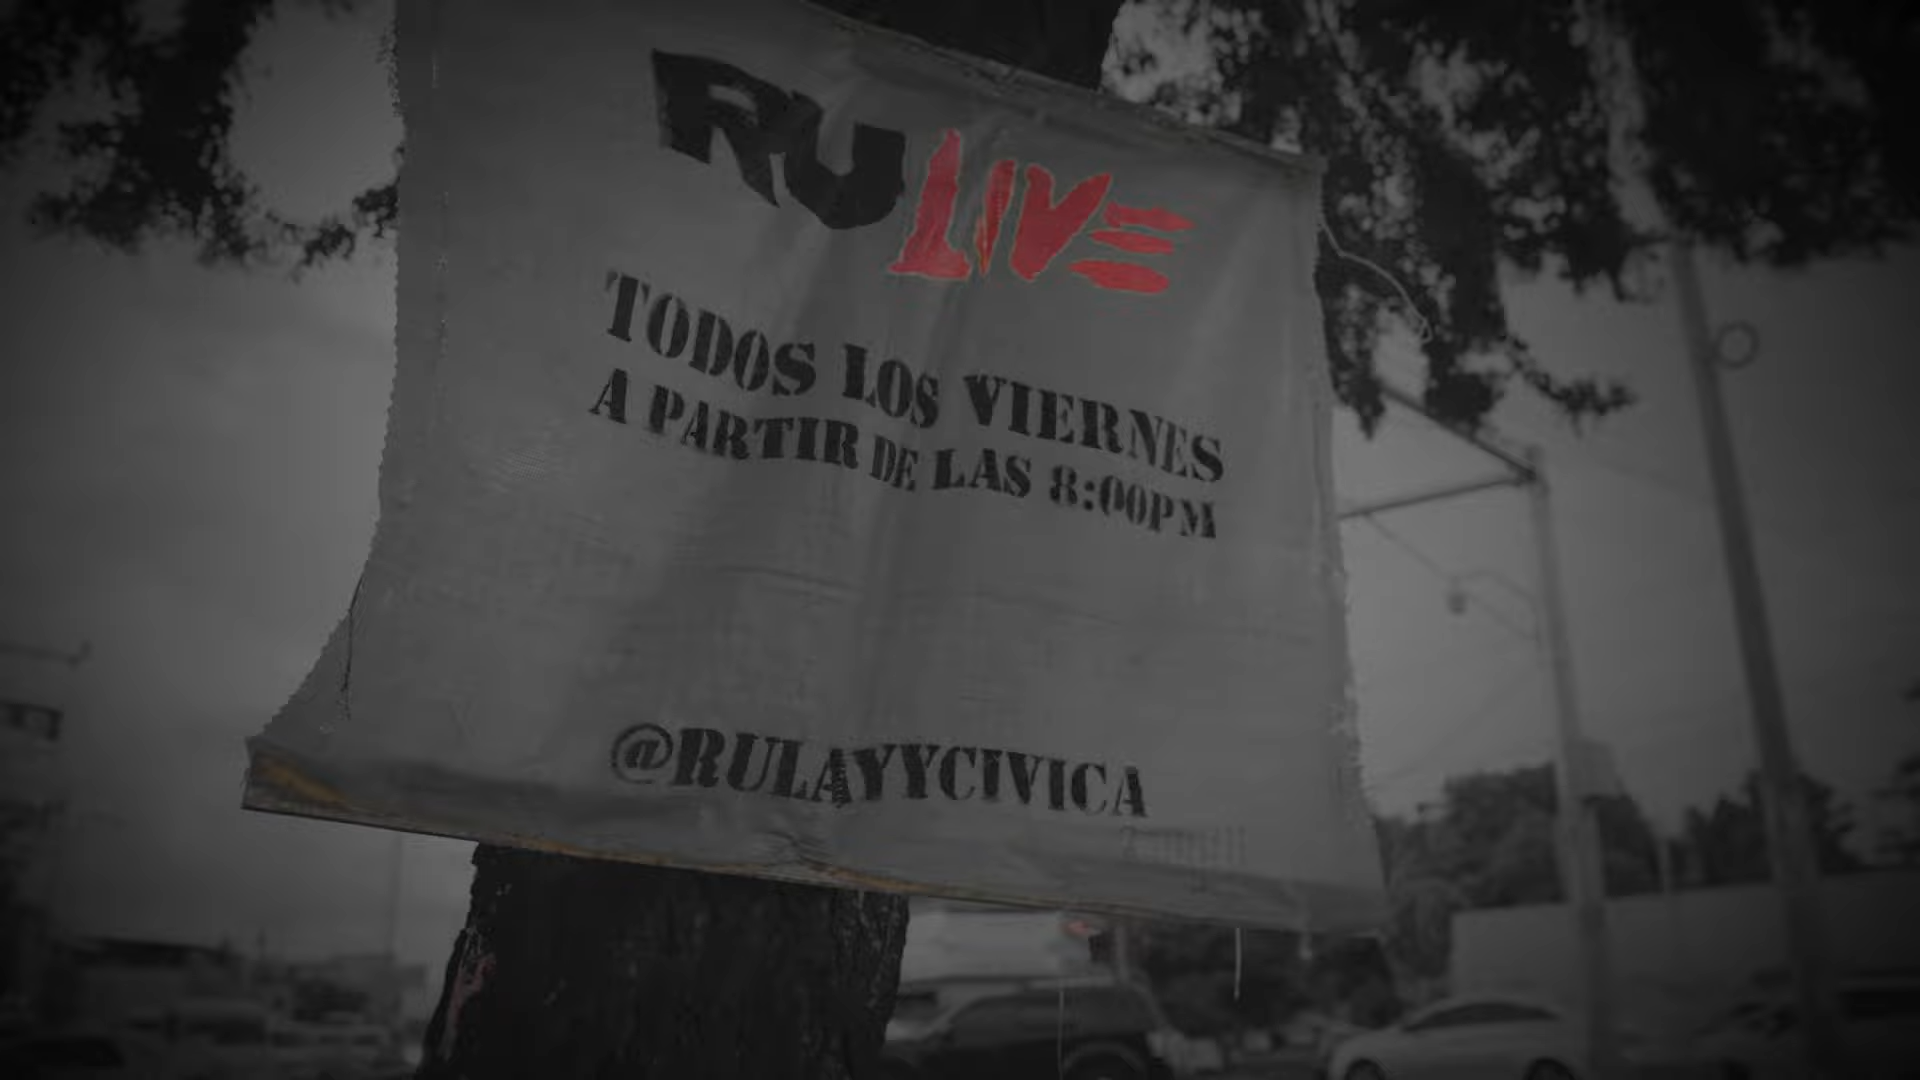 RULIVE
TODOS LOS VIERNES
A PARTIR DE LAS 8:00PM
@RULAYYCIVICA